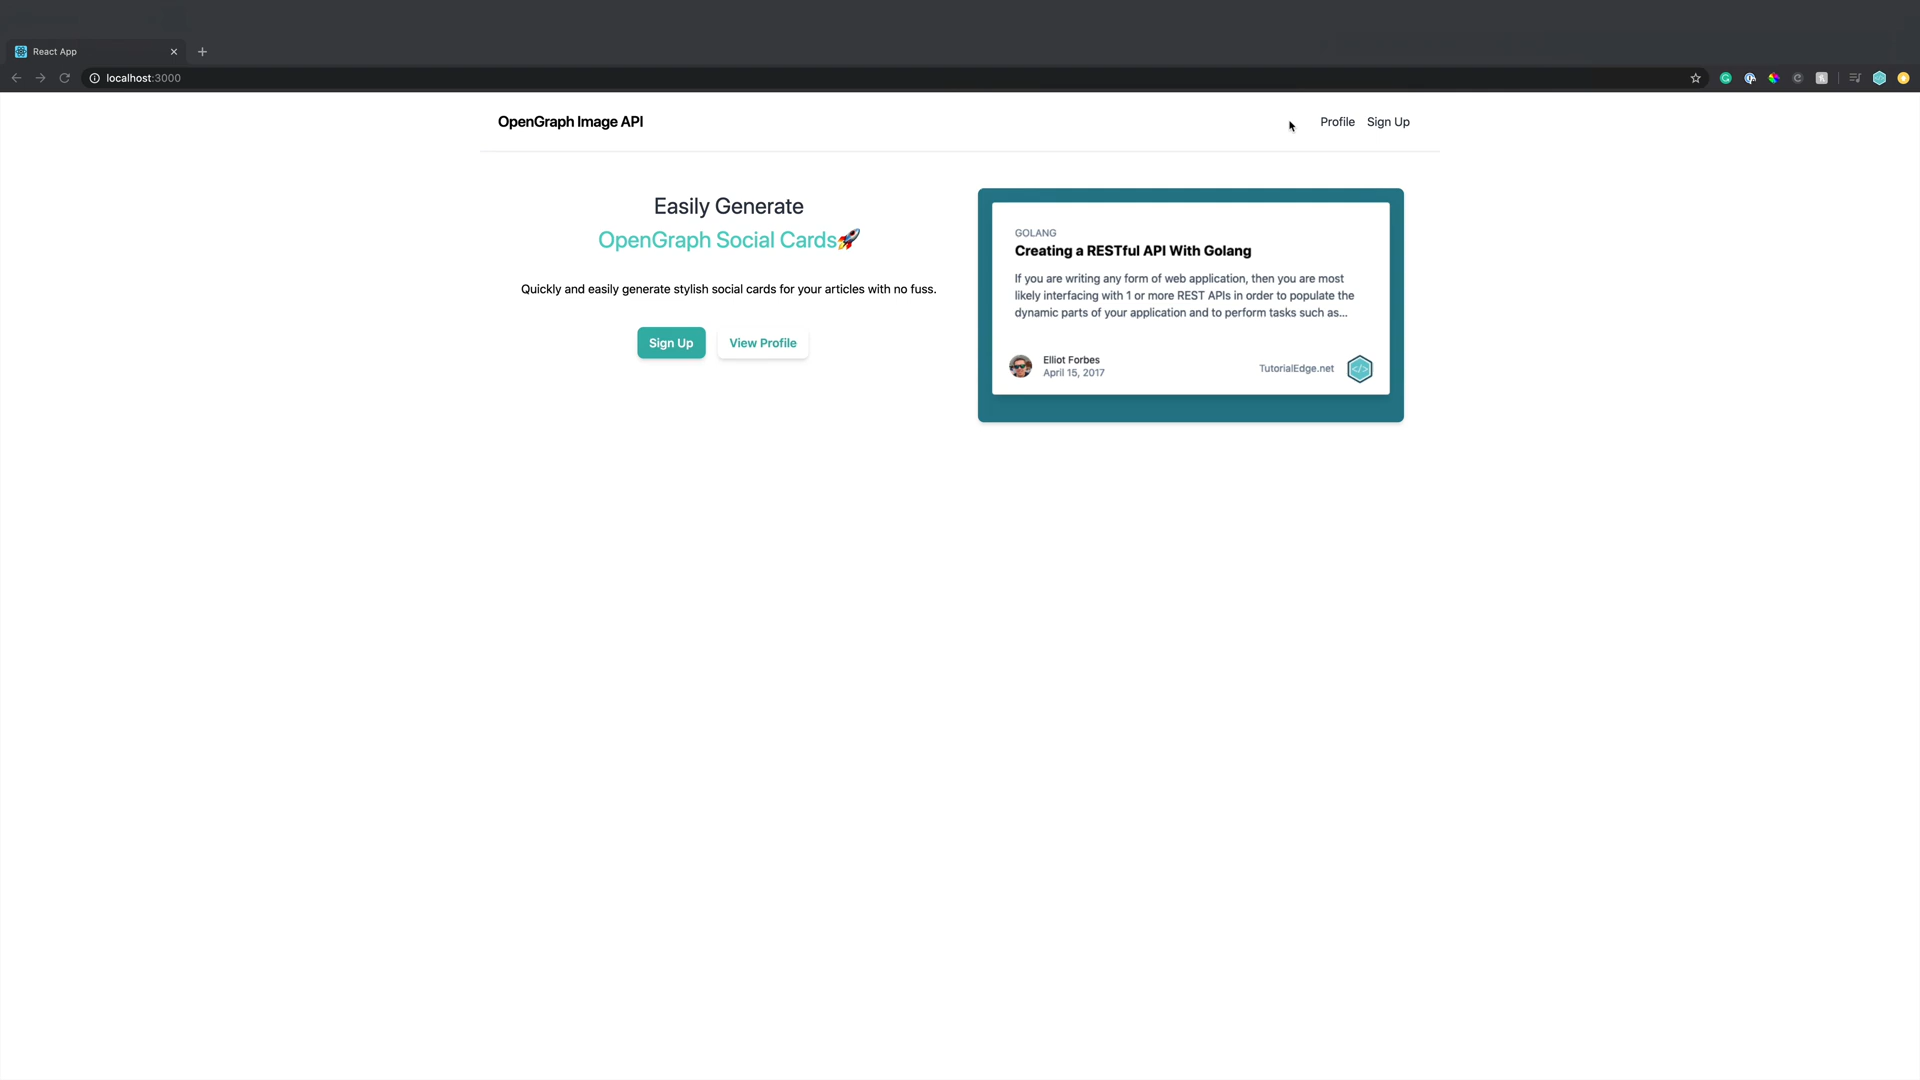 React App
localhost:3000
OpenGraph Image API
Profile
Sign Up
Easily Generate
OpenGraph Social Cards🚀
Quickly and easily generate stylish social cards for your articles with no fuss.
Sign Up
View Profile
GOLANG
Creating a RESTful API With Golang
If you are writing any form of web application, then you are most
likely interfacing with 1 or more REST APIs in order to populate the
dynamic parts of your application and to perform tasks such as...
Elliot Forbes
April 15, 2017
TutorialEdge.net